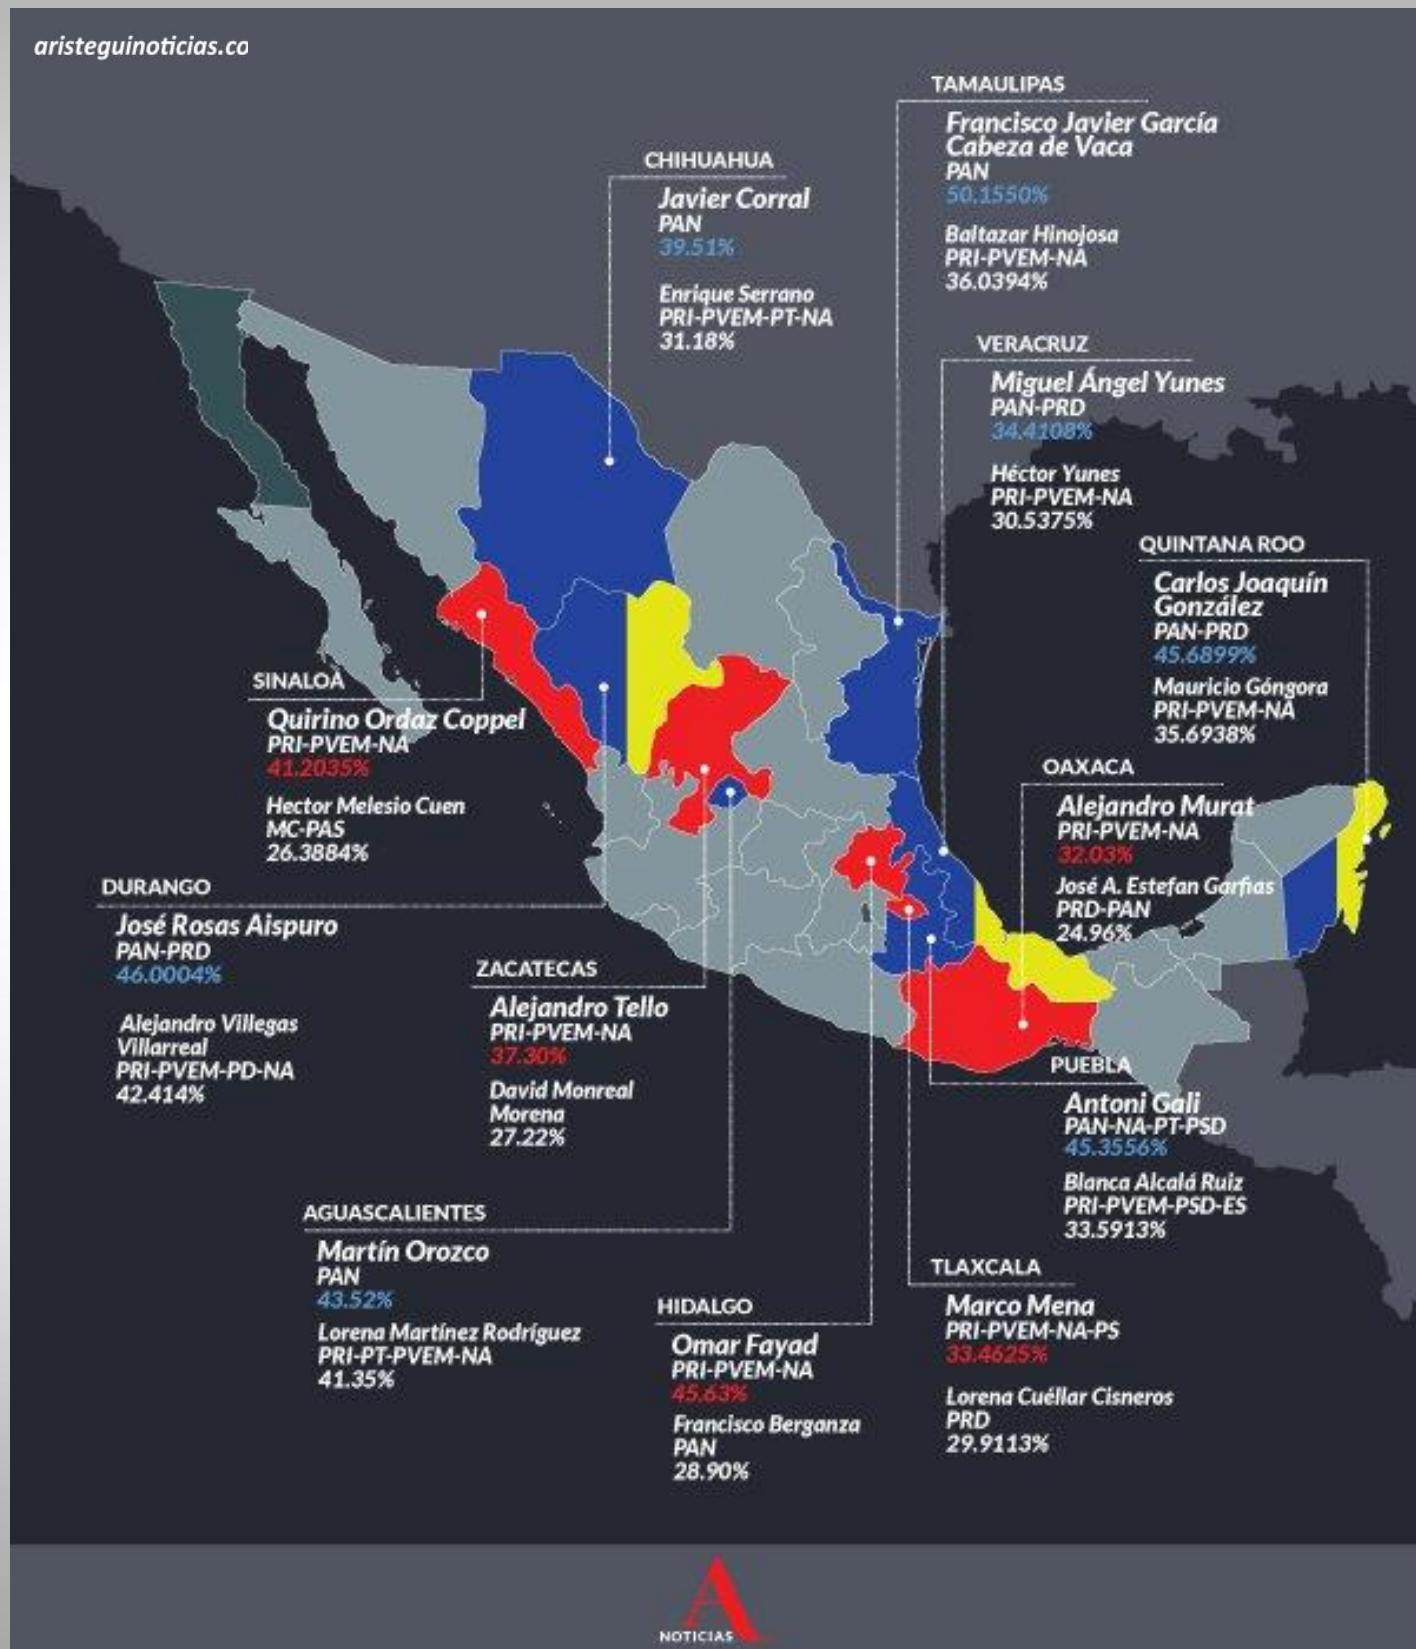 aristeguinoticias.co
TAMAULIPAS
Francisco Javier García
Cabeza de Vaca
PAN
50.1550%
Baltazar Hinojosa
PRI-PVEM-NA
36.0394%
CHIHUAHUA
Javier Corral
PAN
39.51%
Enrique Serrano
PRI-PVEM-PT-NA
31.18%
VERACRUZ
Miguel Ángel Yunes
PAN-PRD
34.4108%
Héctor Yunes
PRI-PVEM-NA
30.5375%
QUINTANA ROO
Carlos Joaquín
González
PAN-PRD
45.6899%
Mauricio Góngora
PRI-PVEM-NA
35.6938%
SINALOA
Quirino Ordaz Coppel
PRI-PVEM-NA
41.2035%
Hector Melesio Cuen
MC-PAS
26.3884%
OAXACA
Alejandro Murat
PRI-PVEM-NA
32.03%
José A. Estefan Garfias
PRD-PAN
24.96%
DURANGO
José Rosas Aispuro
PAN-PRD
46.0004%
Alejandro Villegas
Villarreal
PRI-PVEM-PD-NA
42.414%
ZACATECAS
Alejandro Tello
PRI-PVEM-NA
37.30%
David Monreal
Morena
27.22%
PUEBLA
Antoni Gali
PAN-NA-PT-PSD
45.3556%
Blanca Alcalá Ruiz
PRI-PVEM-PSD-ES
33.5913%
AGUASCALIENTES
Martín Orozco
PAN
43.52%
Lorena Martínez Rodríguez
PRI-PT-PVEM-NA
41.35%
HIDALGO
Omar Fayad
PRI-PVEM-NA
45.63%
Francisco Berganza
PAN
28.90%
TLAXCALA
Marco Mena
PRI-PVEM-NA-PS
33.4625%
Lorena Cuéllar Cisneros
PRD
29.9113%
A
NOTICIAS